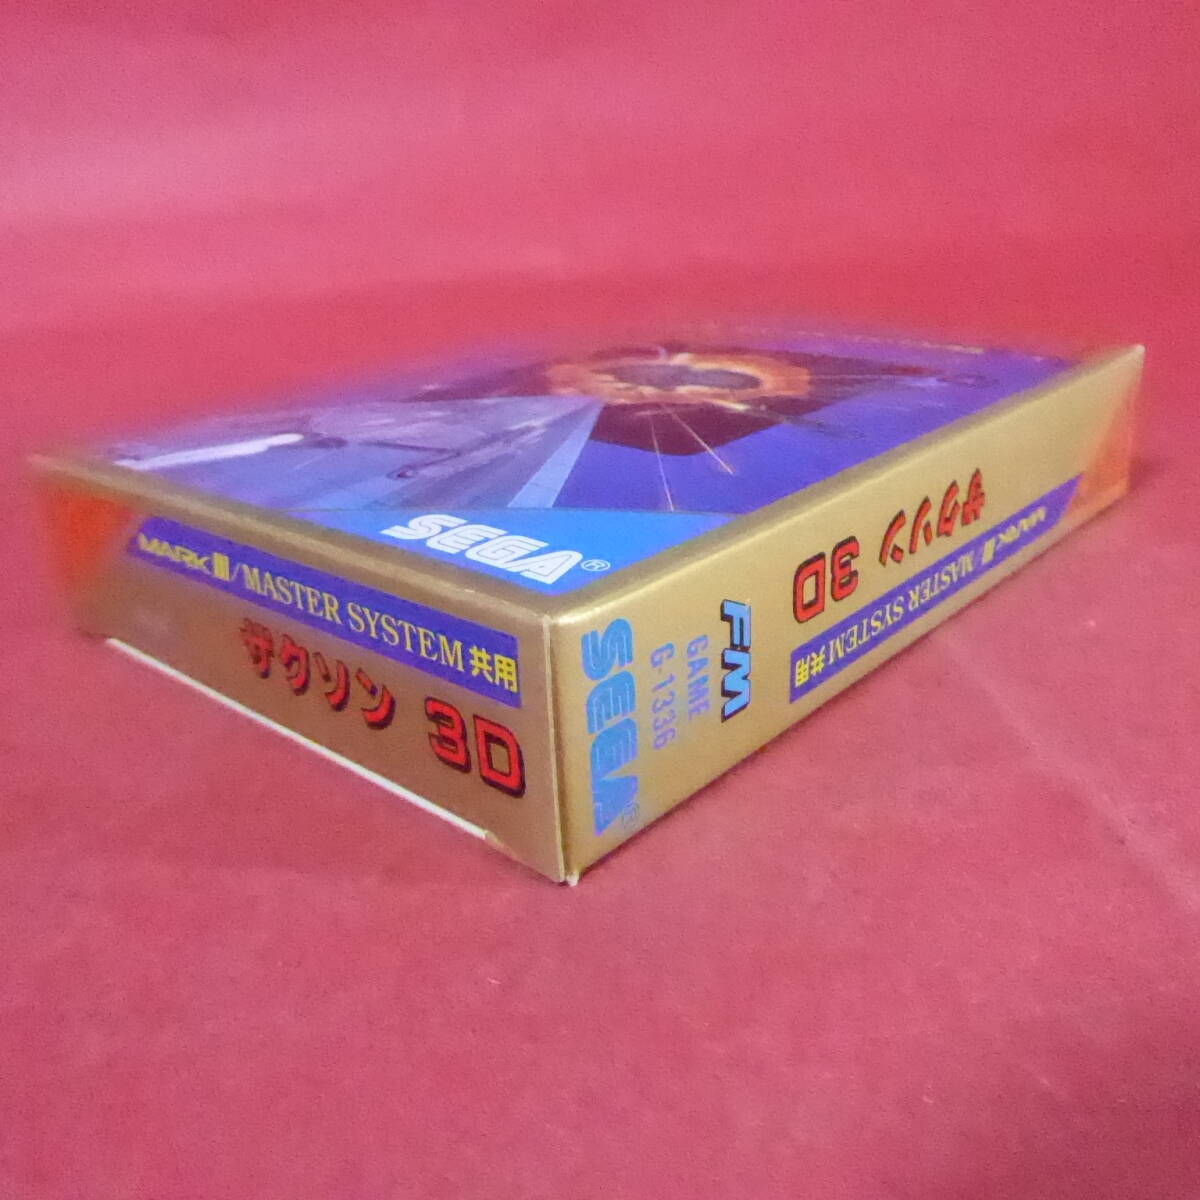 SEGA®
MARK III/MASTER SYSTEM 共用
ザクソン 3D
SEGA®
GAME
G-1336
FM
ザクソン 3D
MARK III/MASTER SYSTEM 共用